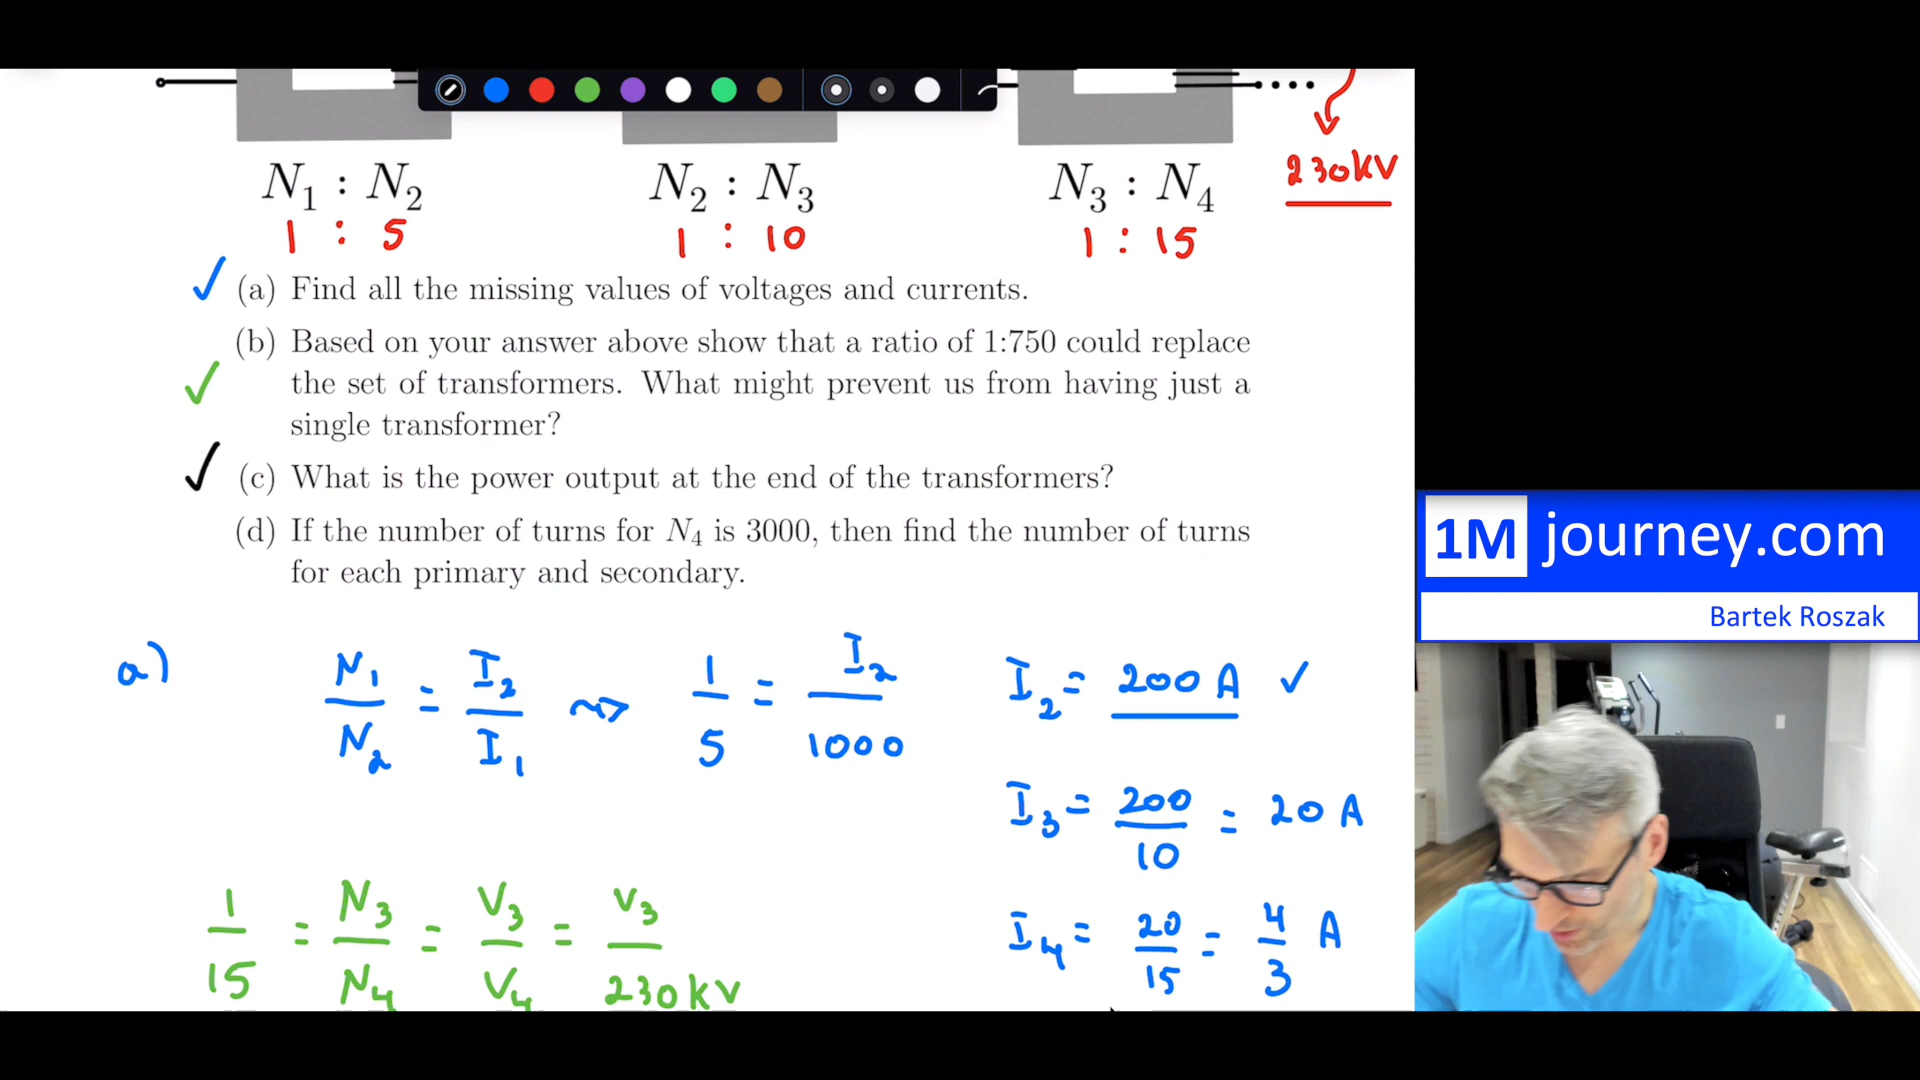 230kV
N1 : N2 N2 : N3 N3 : N4
1 : 5 1 : 10 1 : 15
✓ (a) Find all the missing values of voltages and currents.
(b) Based on your answer above show that a ratio of 1:750 could replace
✓ the set of transformers. What might prevent us from having just a
single transformer?
✓ (c) What is the power output at the end of the transformers?
(d) If the number of turns for N4 is 3000, then find the number of turns
for each primary and secondary.
a) N1/N2 = I2/I1 ⇝ 1/5 = I2/1000 I2 = 200 A ✓
I3 = 200/10 = 20 A
1/15 = N3/N4 = V3/V4 = V3/230kV I4 = 20/15 = 4/3 A
1M journey.com
Bartek Roszak